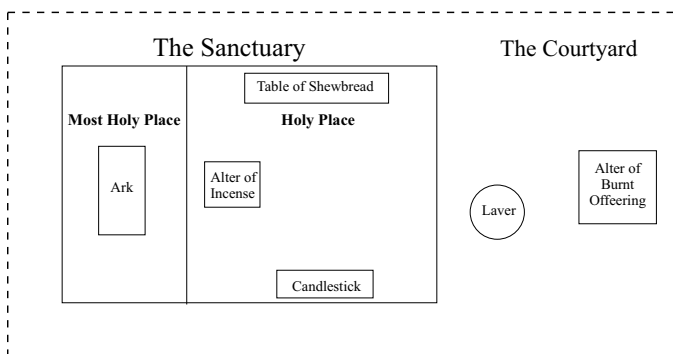 The Sanctuary
The Courtyard
Table of Shewbread
Most Holy Place
Holy Place
Ark
Alter of
Incense
Laver
Alter of
Burnt
Offeering
Candlestick